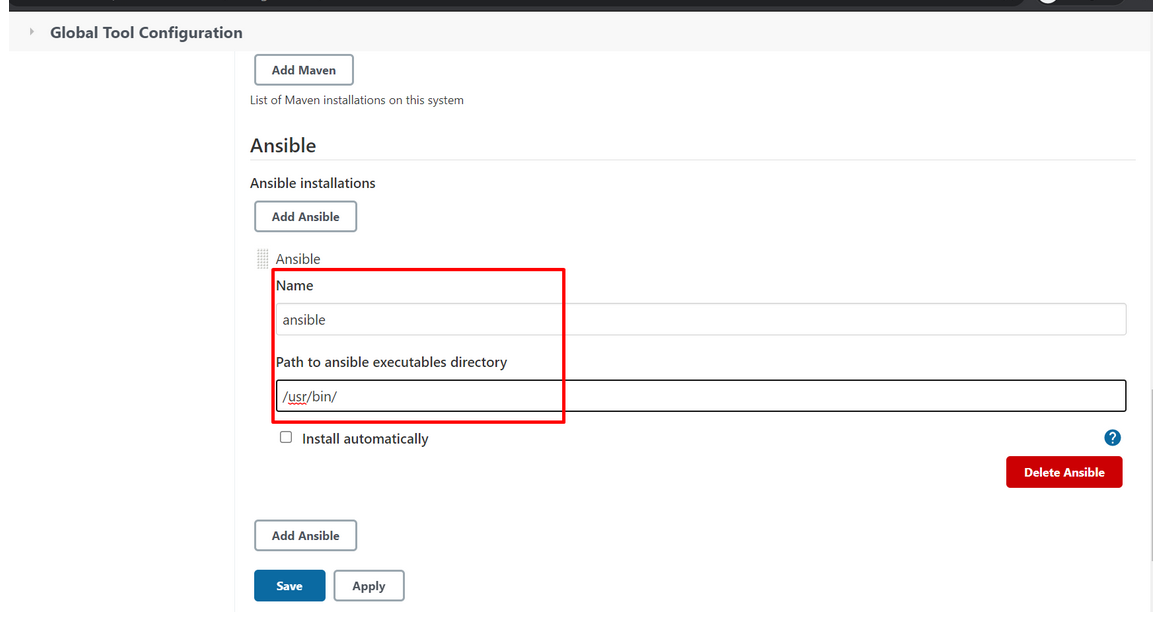 Global Tool Configuration
Add Maven
List of Maven installations on this system
Ansible
Ansible installations
Add Ansible
Ansible
Name
ansible
Path to ansible executables directory
/usr/bin/
Install automatically
?
Delete Ansible
Add Ansible
Save Apply